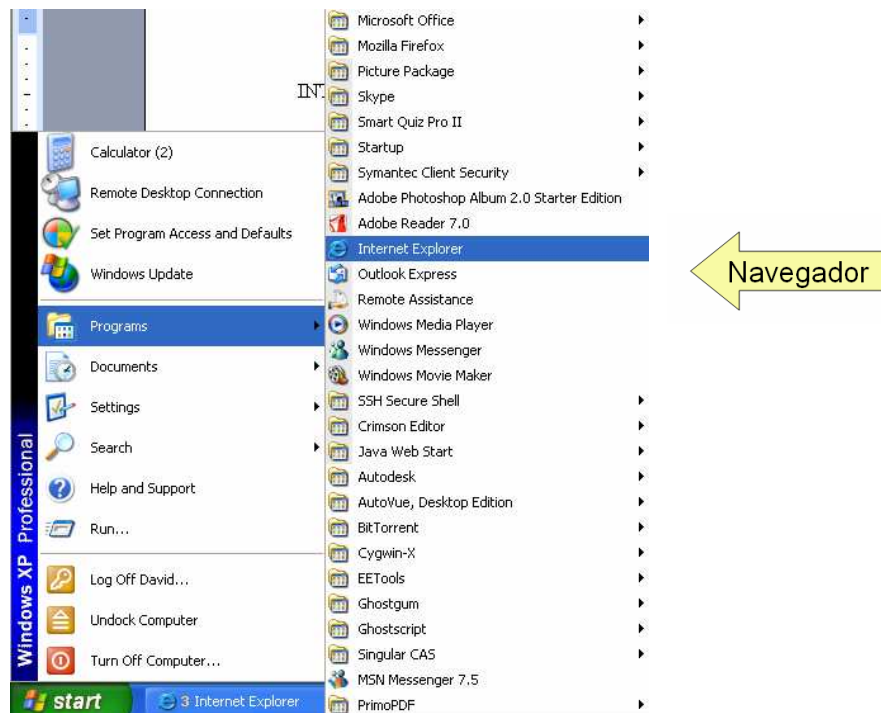 INT
Calculator (2)
Remote Desktop Connection
Set Program Access and Defaults
Windows Update
Programs
Documents
Settings
Search
Help and Support
Run...
Log Off David...
Undock Computer
Turn Off Computer...
Windows XP Professional
start
3 Internet Explorer
Microsoft Office
Mozilla Firefox
Picture Package
Skype
Smart Quiz Pro II
Startup
Symantec Client Security
Adobe Photoshop Album 2.0 Starter Edition
Adobe Reader 7.0
Internet Explorer
Outlook Express
Remote Assistance
Windows Media Player
Windows Messenger
Windows Movie Maker
SSH Secure Shell
Crimson Editor
Java Web Start
Autodesk
AutoVue, Desktop Edition
BitTorrent
Cygwin-X
EETools
Ghostgum
Ghostscript
Singular CAS
MSN Messenger 7.5
PrimoPDF
Navegador